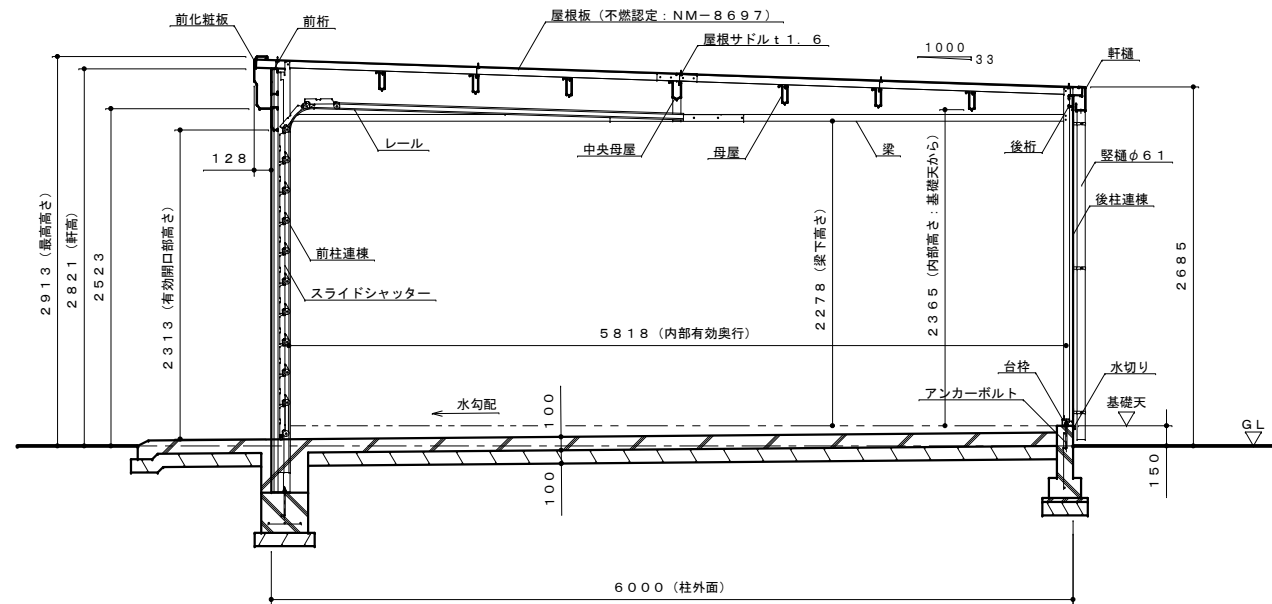 前化粧板
前桁
屋根板（不燃認定：ＮＭ－８６９７）
屋根サドルｔ１．６
１０００
３３
軒樋
レール
中央母屋
母屋
梁
後桁
竪樋φ６１
後柱連棟
１２８
２９１３（最高高さ）
２８２１（軒高）
２５２３
２３１３（有効開口部高さ）
前柱連棟
スライドシャッター
２２７８（梁下高さ）
２３６５（内部高さ：基礎天から）
２６８５
５８１８（内部有効奥行）
台枠
水切り
アンカーボルト
基礎天
水勾配
１００
１００
ＧＬ
１５０
６０００（柱外面）